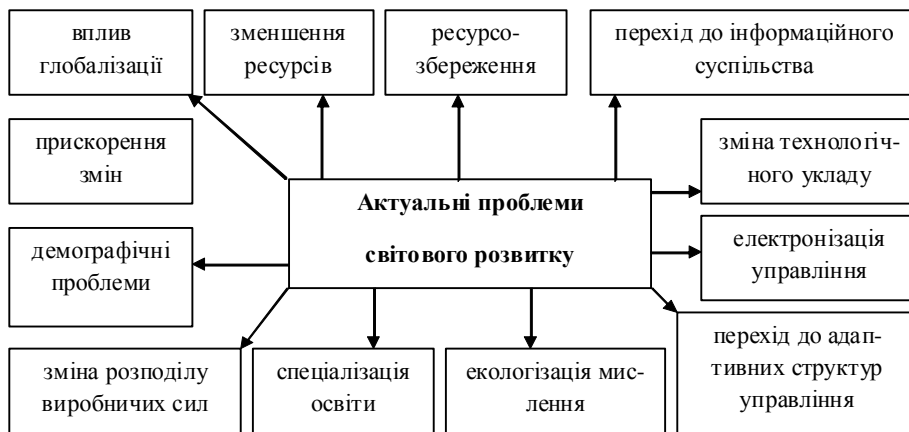 вплив
глобалізації
зменшення
ресурсів
ресурсо-
збереження
перехід до інформаційного
суспільства
прискорення
змін
зміна технологіч-
ного укладу
Актуальні проблеми
світового розвитку
демографічні
проблеми
електронізація
управління
зміна розподілу
виробничих сил
спеціалізація
освіти
екологізація мис-
лення
перехід до адап-
тивних структур
управління